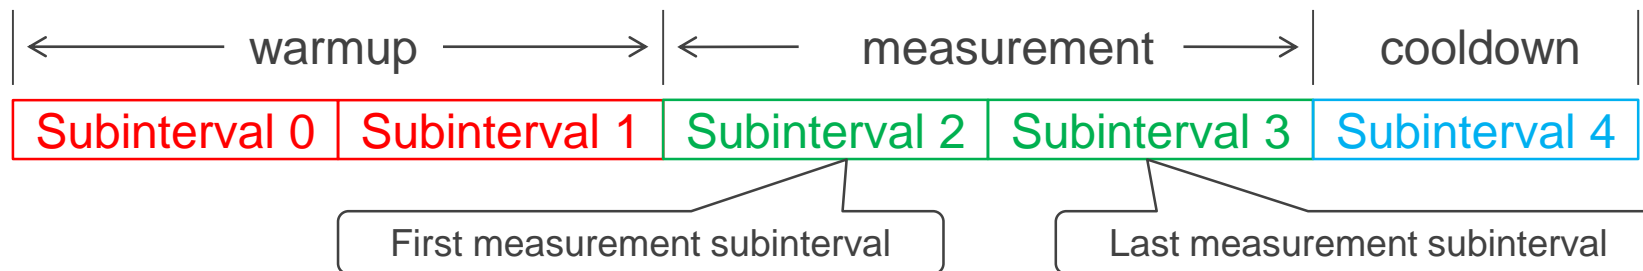 warmup measurement cooldown
Subinterval 0 Subinterval 1 Subinterval 2 Subinterval 3 Subinterval 4
First measurement subinterval Last measurement subinterval